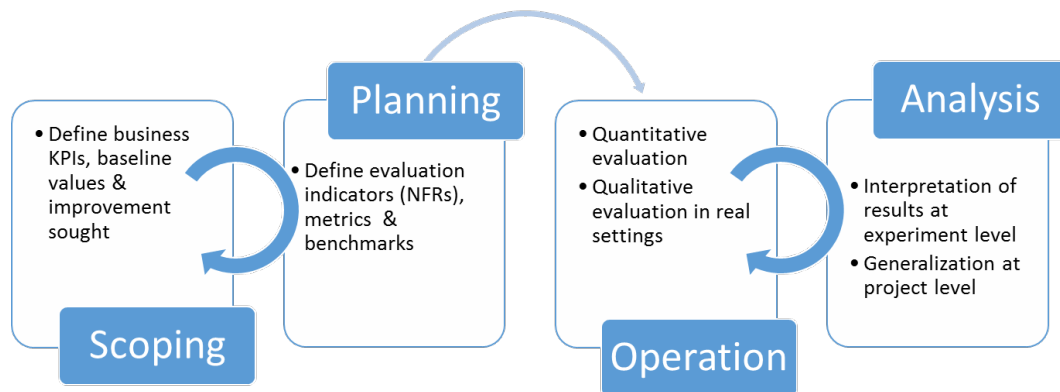 • Define business
KPIs, baseline
values &
improvement
sought
Scoping
Planning
• Define evaluation
indicators (NFRs),
metrics & 
benchmarks
• Quantitative
evaluation
• Qualitative
evaluation in real
settings
Operation
Analysis
• Interpretation of
results at
experiment level
• Generalization at
project level